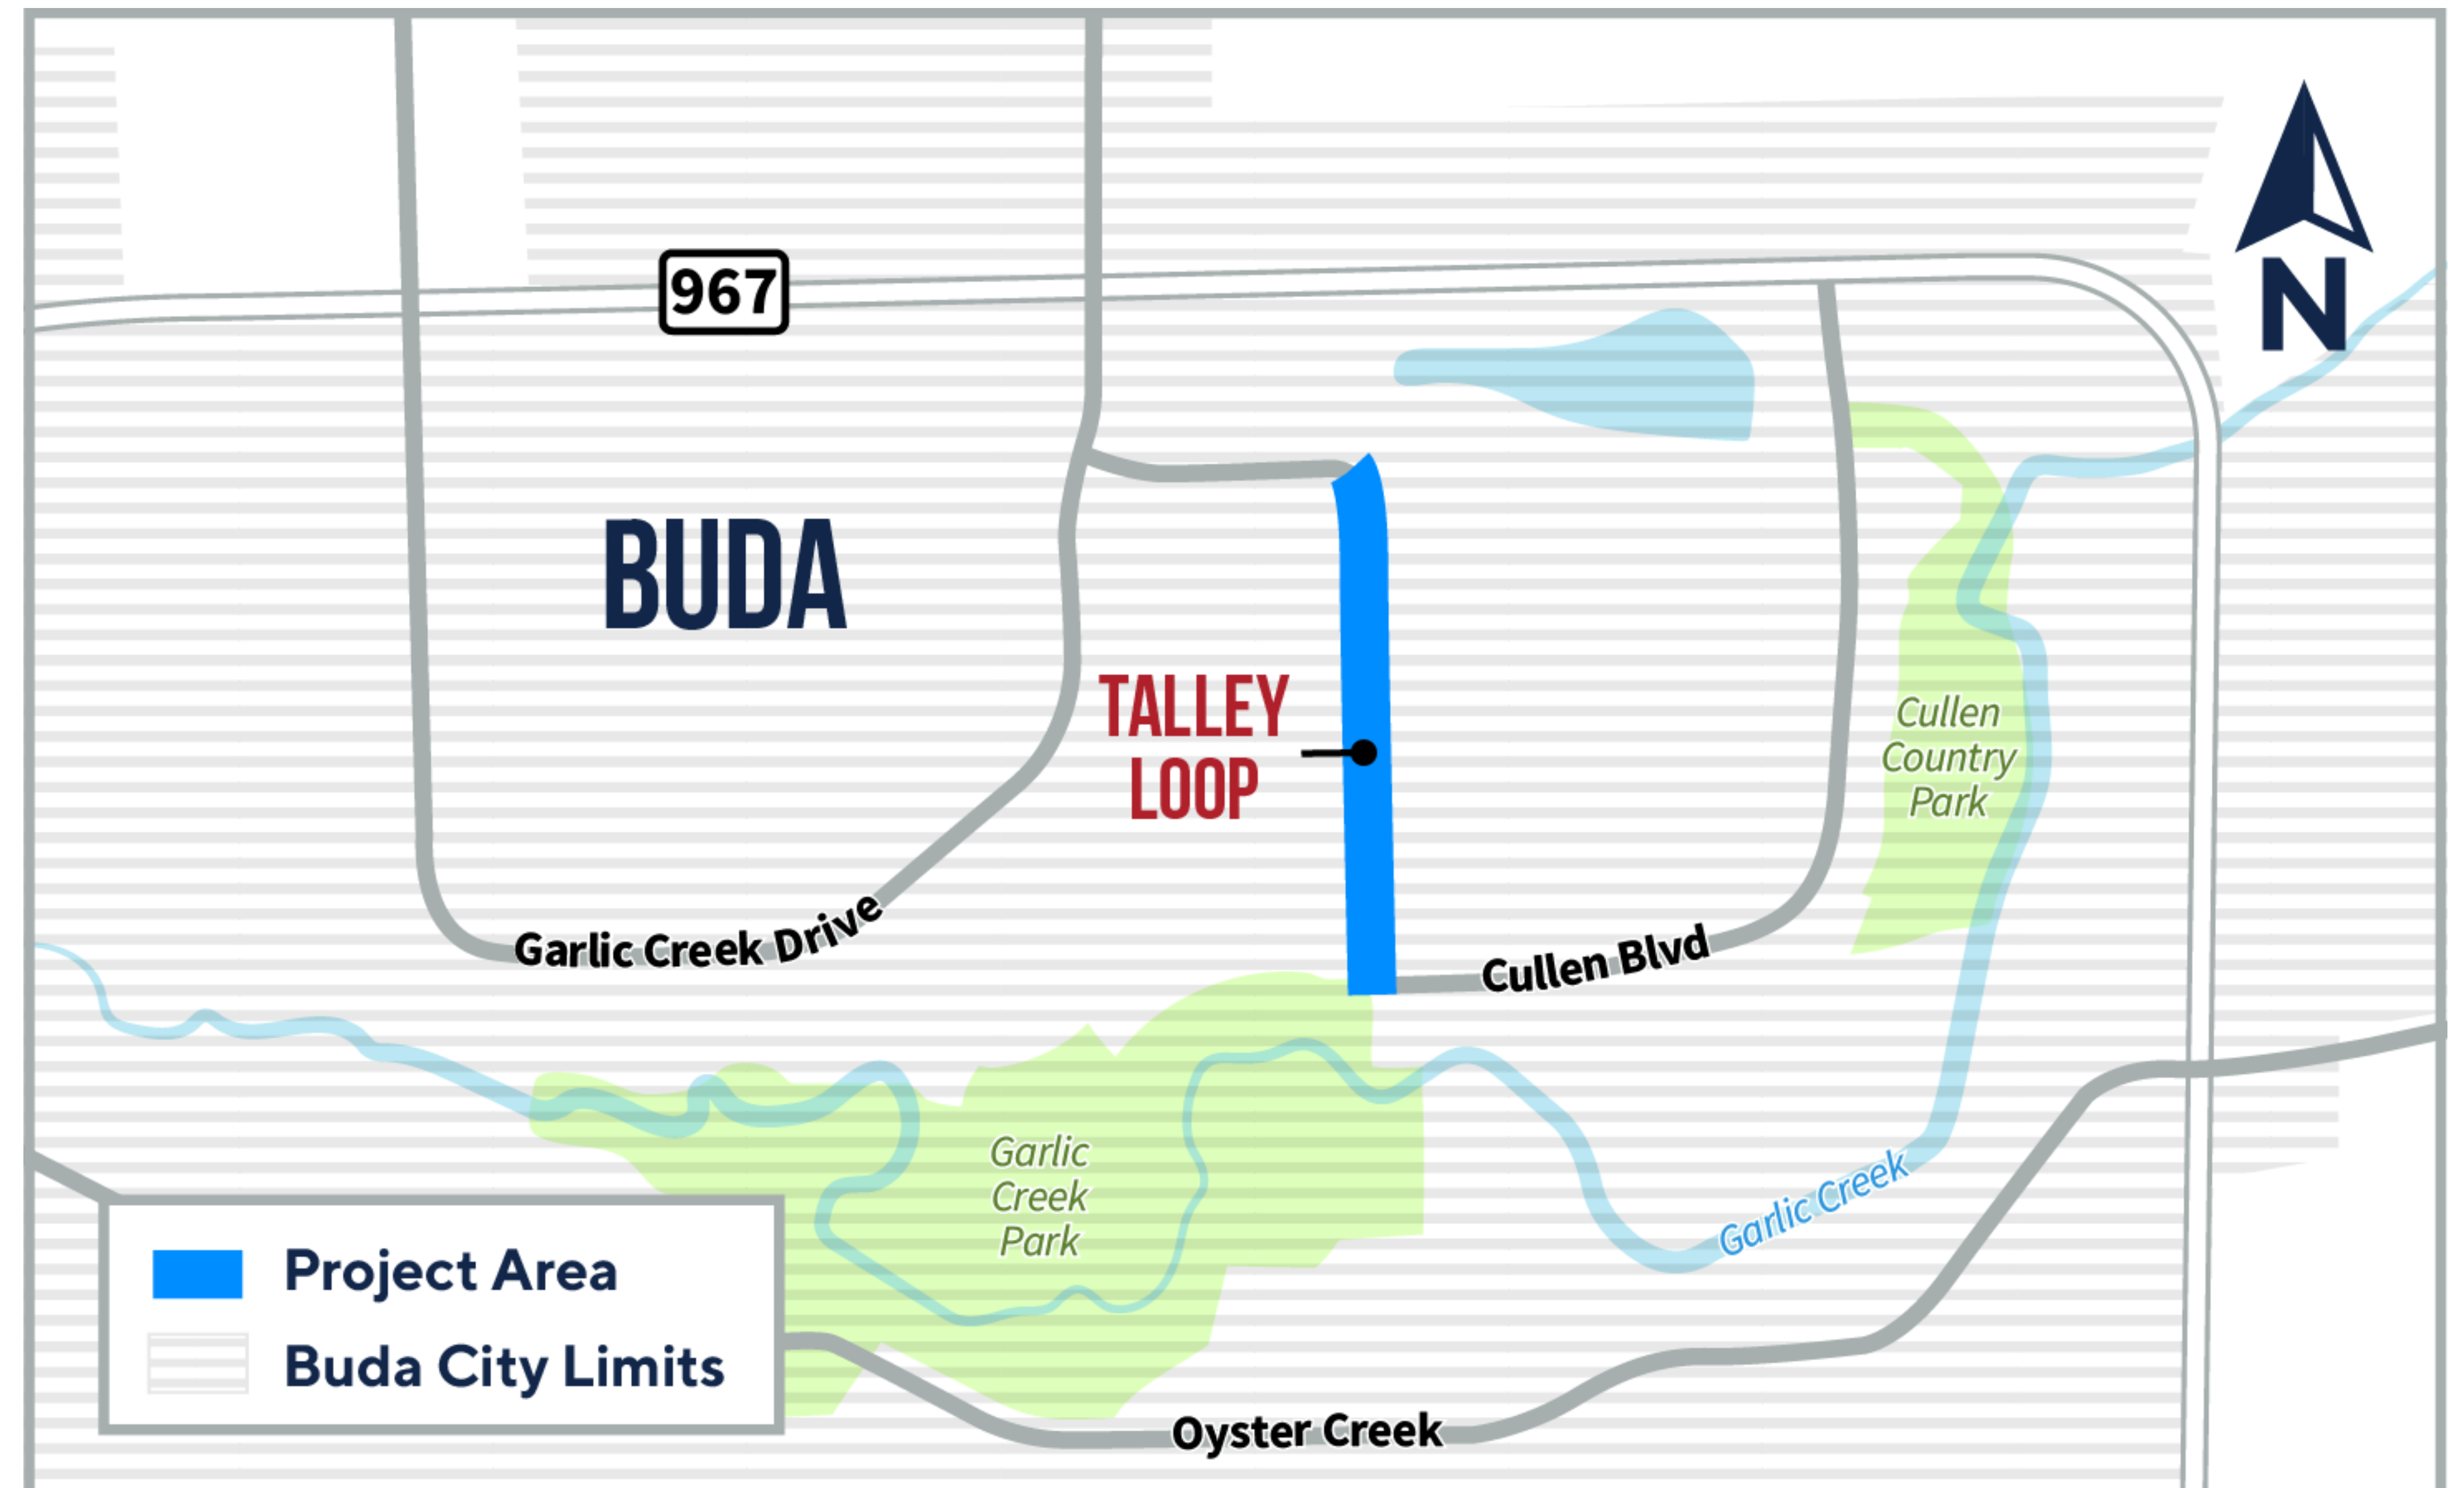 967
N
BUDA
TALLEY
LOOP
Cullen
Country
Park
Garlic Creek Drive
Cullen Blvd
Garlic
Creek
Park
Garlic Creek
Project Area
Buda City Limits
Oyster Creek